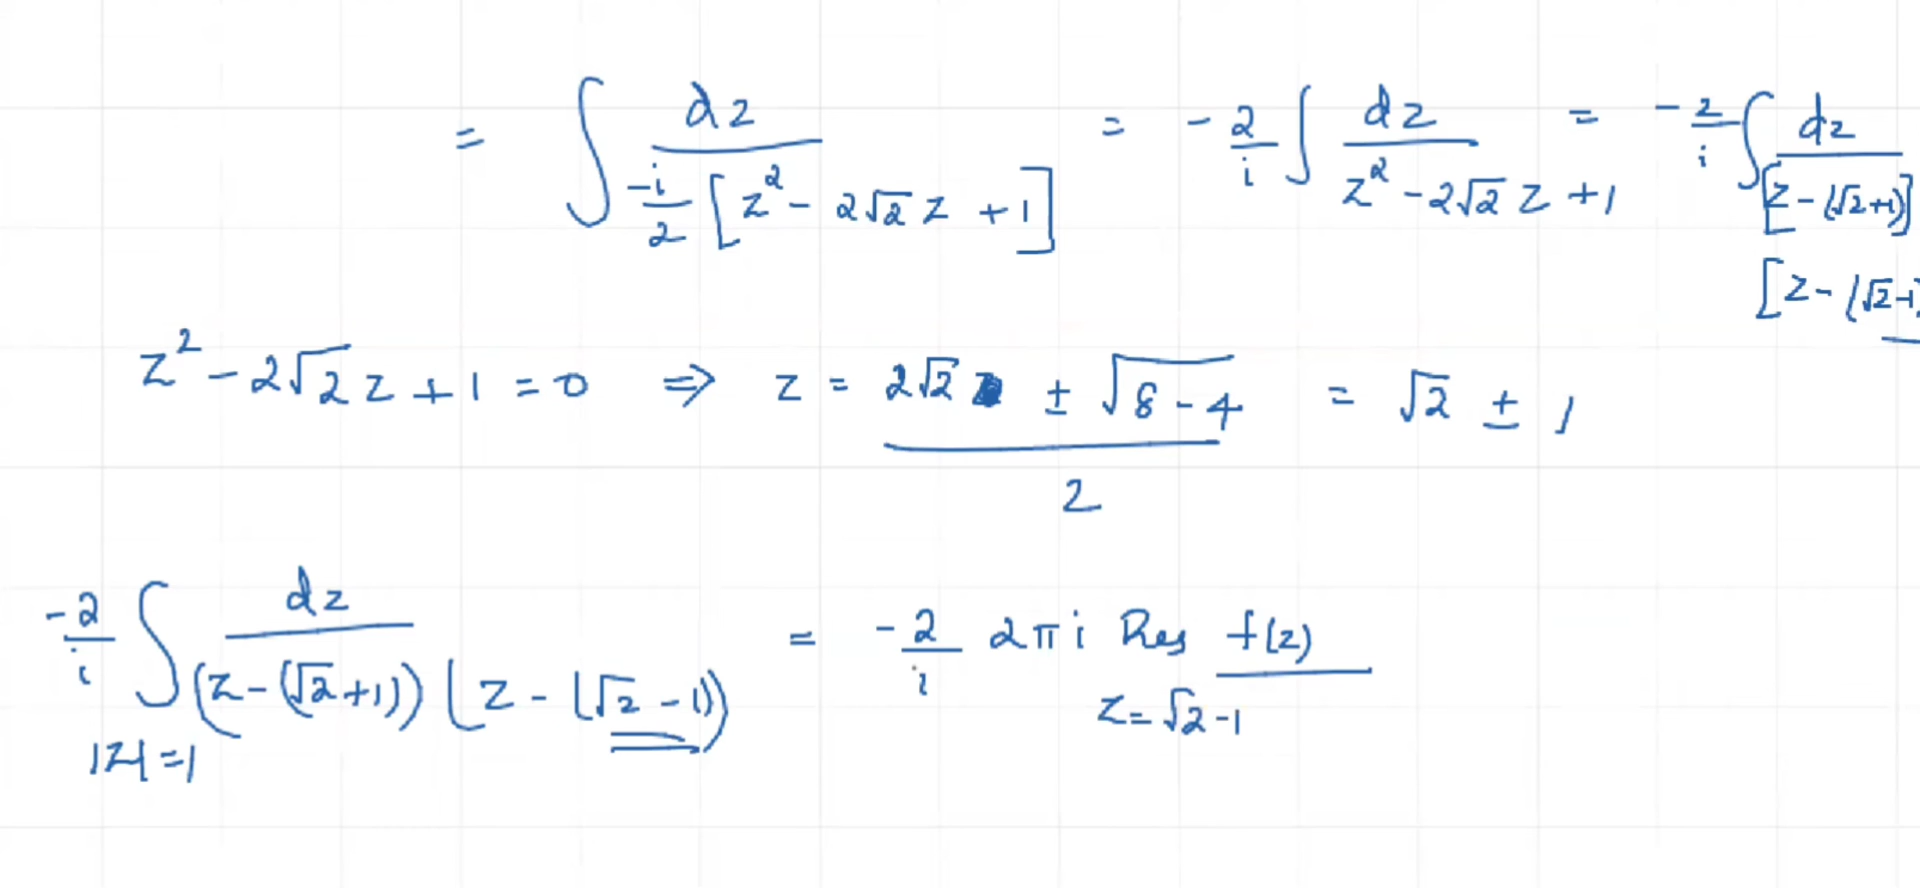 = ∫ dz / (-i/2 [z² - 2√2 z + 1]) = -2/i ∫ dz / (z² - 2√2 z + 1) = -2/i ∫ dz / ([z - (√2+1)] [z - (√2-1)
z² - 2√2 z + 1 = 0 ⇒ z = (2√2 ± √(8 - 4)) / 2 = √2 ± 1
-2/i ∫_{|z|=1} dz / ((z - (√2+1)) (z - (√2 - 1))) = -2/i 2πi Res f(z) z=√2-1